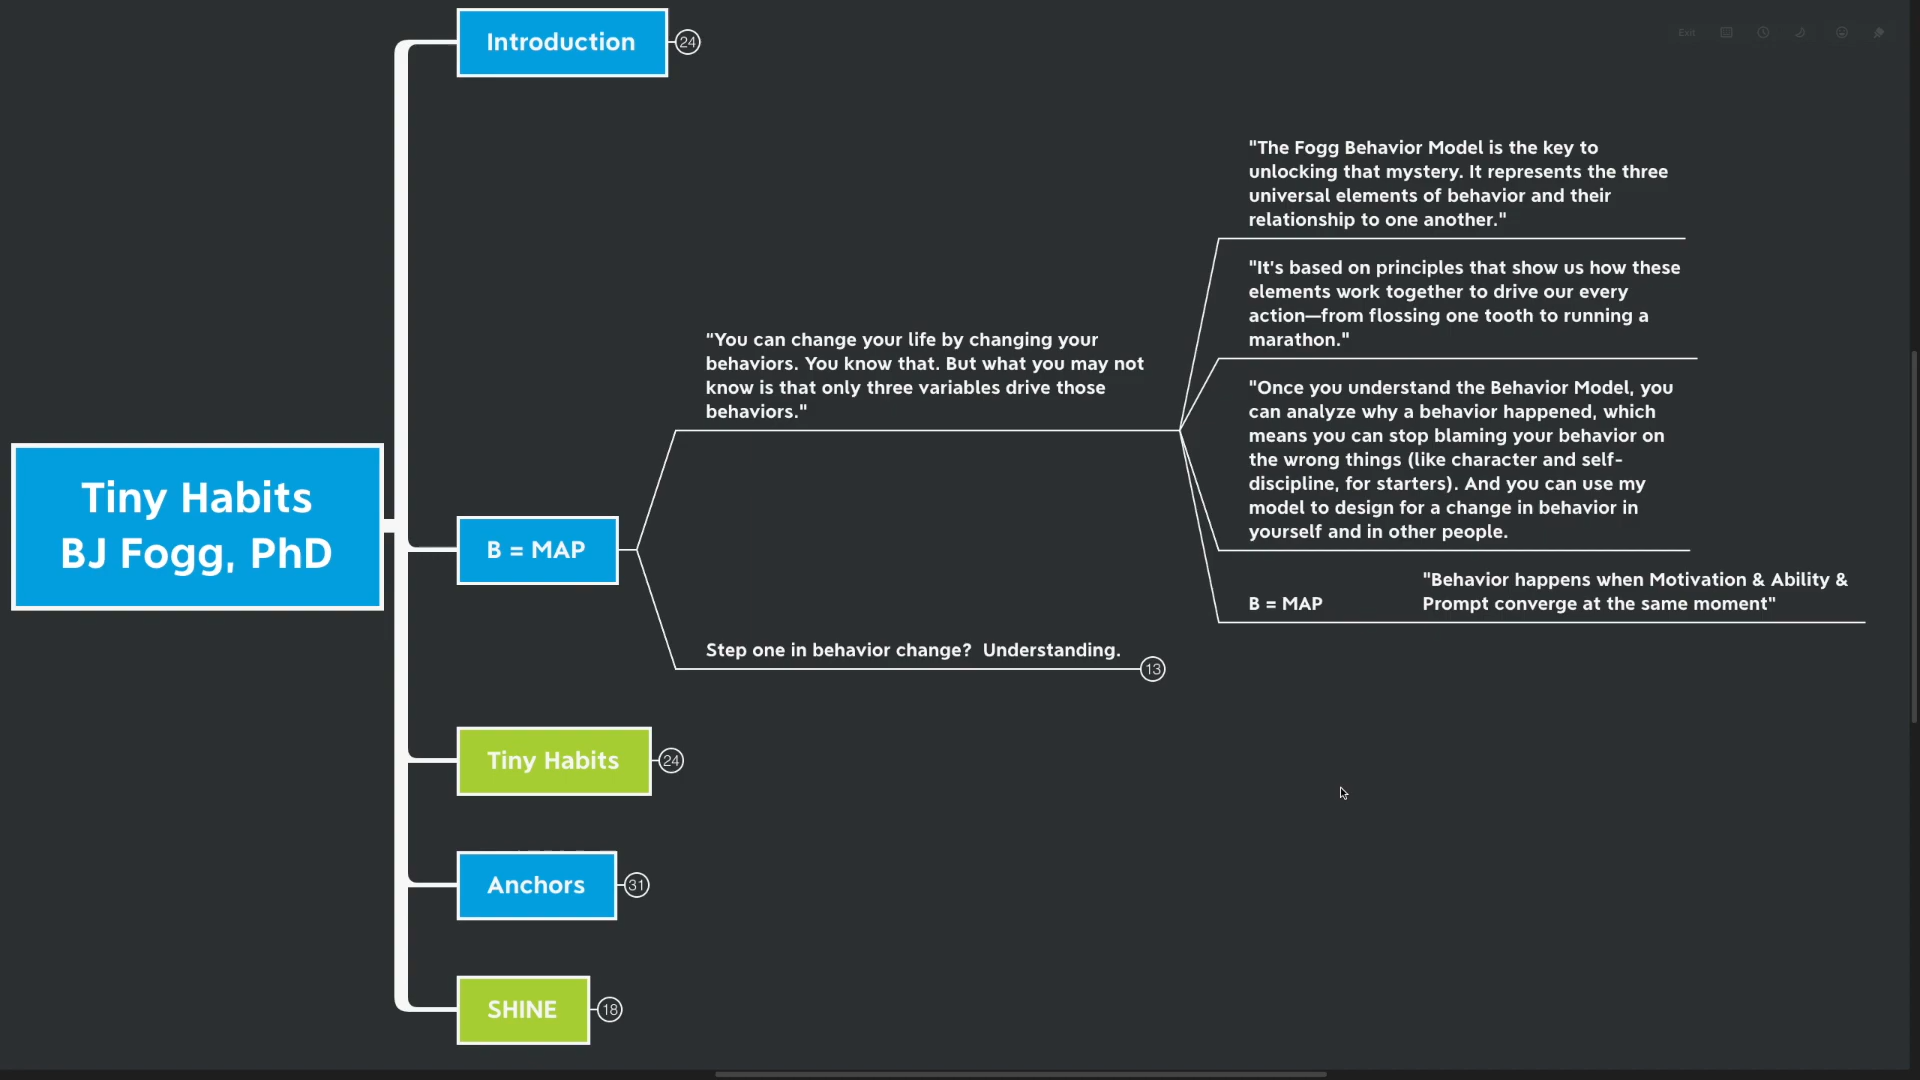 Introduction
24
Exit
"The Fogg Behavior Model is the key to
unlocking that mystery. It represents the three
universal elements of behavior and their
relationship to one another."
"It's based on principles that show us how these
elements work together to drive our every
action—from flossing one tooth to running a
marathon."
"You can change your life by changing your
behaviors. You know that. But what you may not
know is that only three variables drive those
behaviors."
"Once you understand the Behavior Model, you
can analyze why a behavior happened, which
means you can stop blaming your behavior on
the wrong things (like character and self-
discipline, for starters). And you can use my
model to design for a change in behavior in
yourself and in other people.
Tiny Habits
BJ Fogg, PhD
B = MAP
B = MAP
"Behavior happens when Motivation & Ability &
Prompt converge at the same moment"
Step one in behavior change?  Understanding.
13
Tiny Habits
24
Anchors
31
SHINE
18